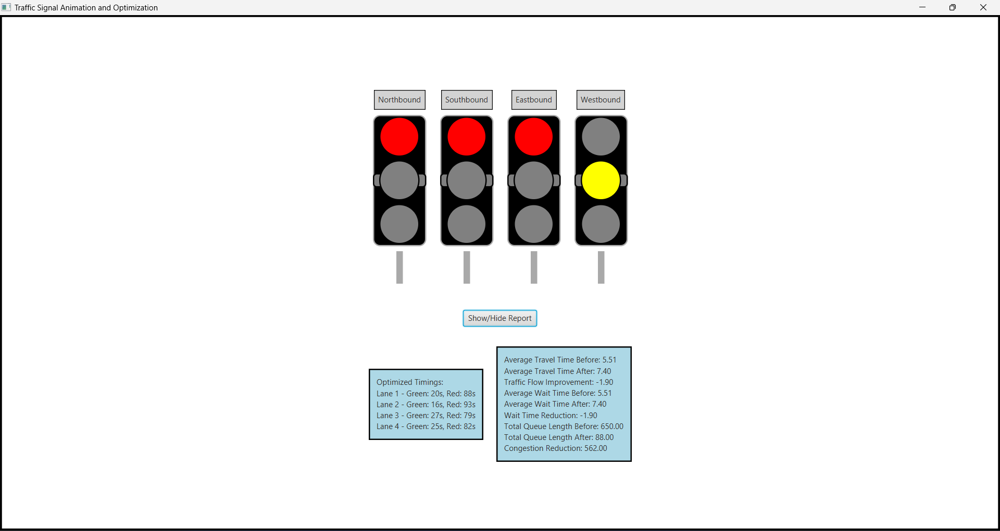 Traffic Signal Animation and Optimization
Northbound
Southbound
Eastbound
Westbound
Show/Hide Report
Optimized Timings:
Lane 1 - Green: 20s, Red: 88s
Lane 2 - Green: 16s, Red: 93s
Lane 3 - Green: 27s, Red: 79s
Lane 4 - Green: 25s, Red: 82s
Average Travel Time Before: 5.51
Average Travel Time After: 7.40
Traffic Flow Improvement: -1.90
Average Wait Time Before: 5.51
Average Wait Time After: 7.40
Wait Time Reduction: -1.90
Total Queue Length Before: 650.00
Total Queue Length After: 88.00
Congestion Reduction: 562.00